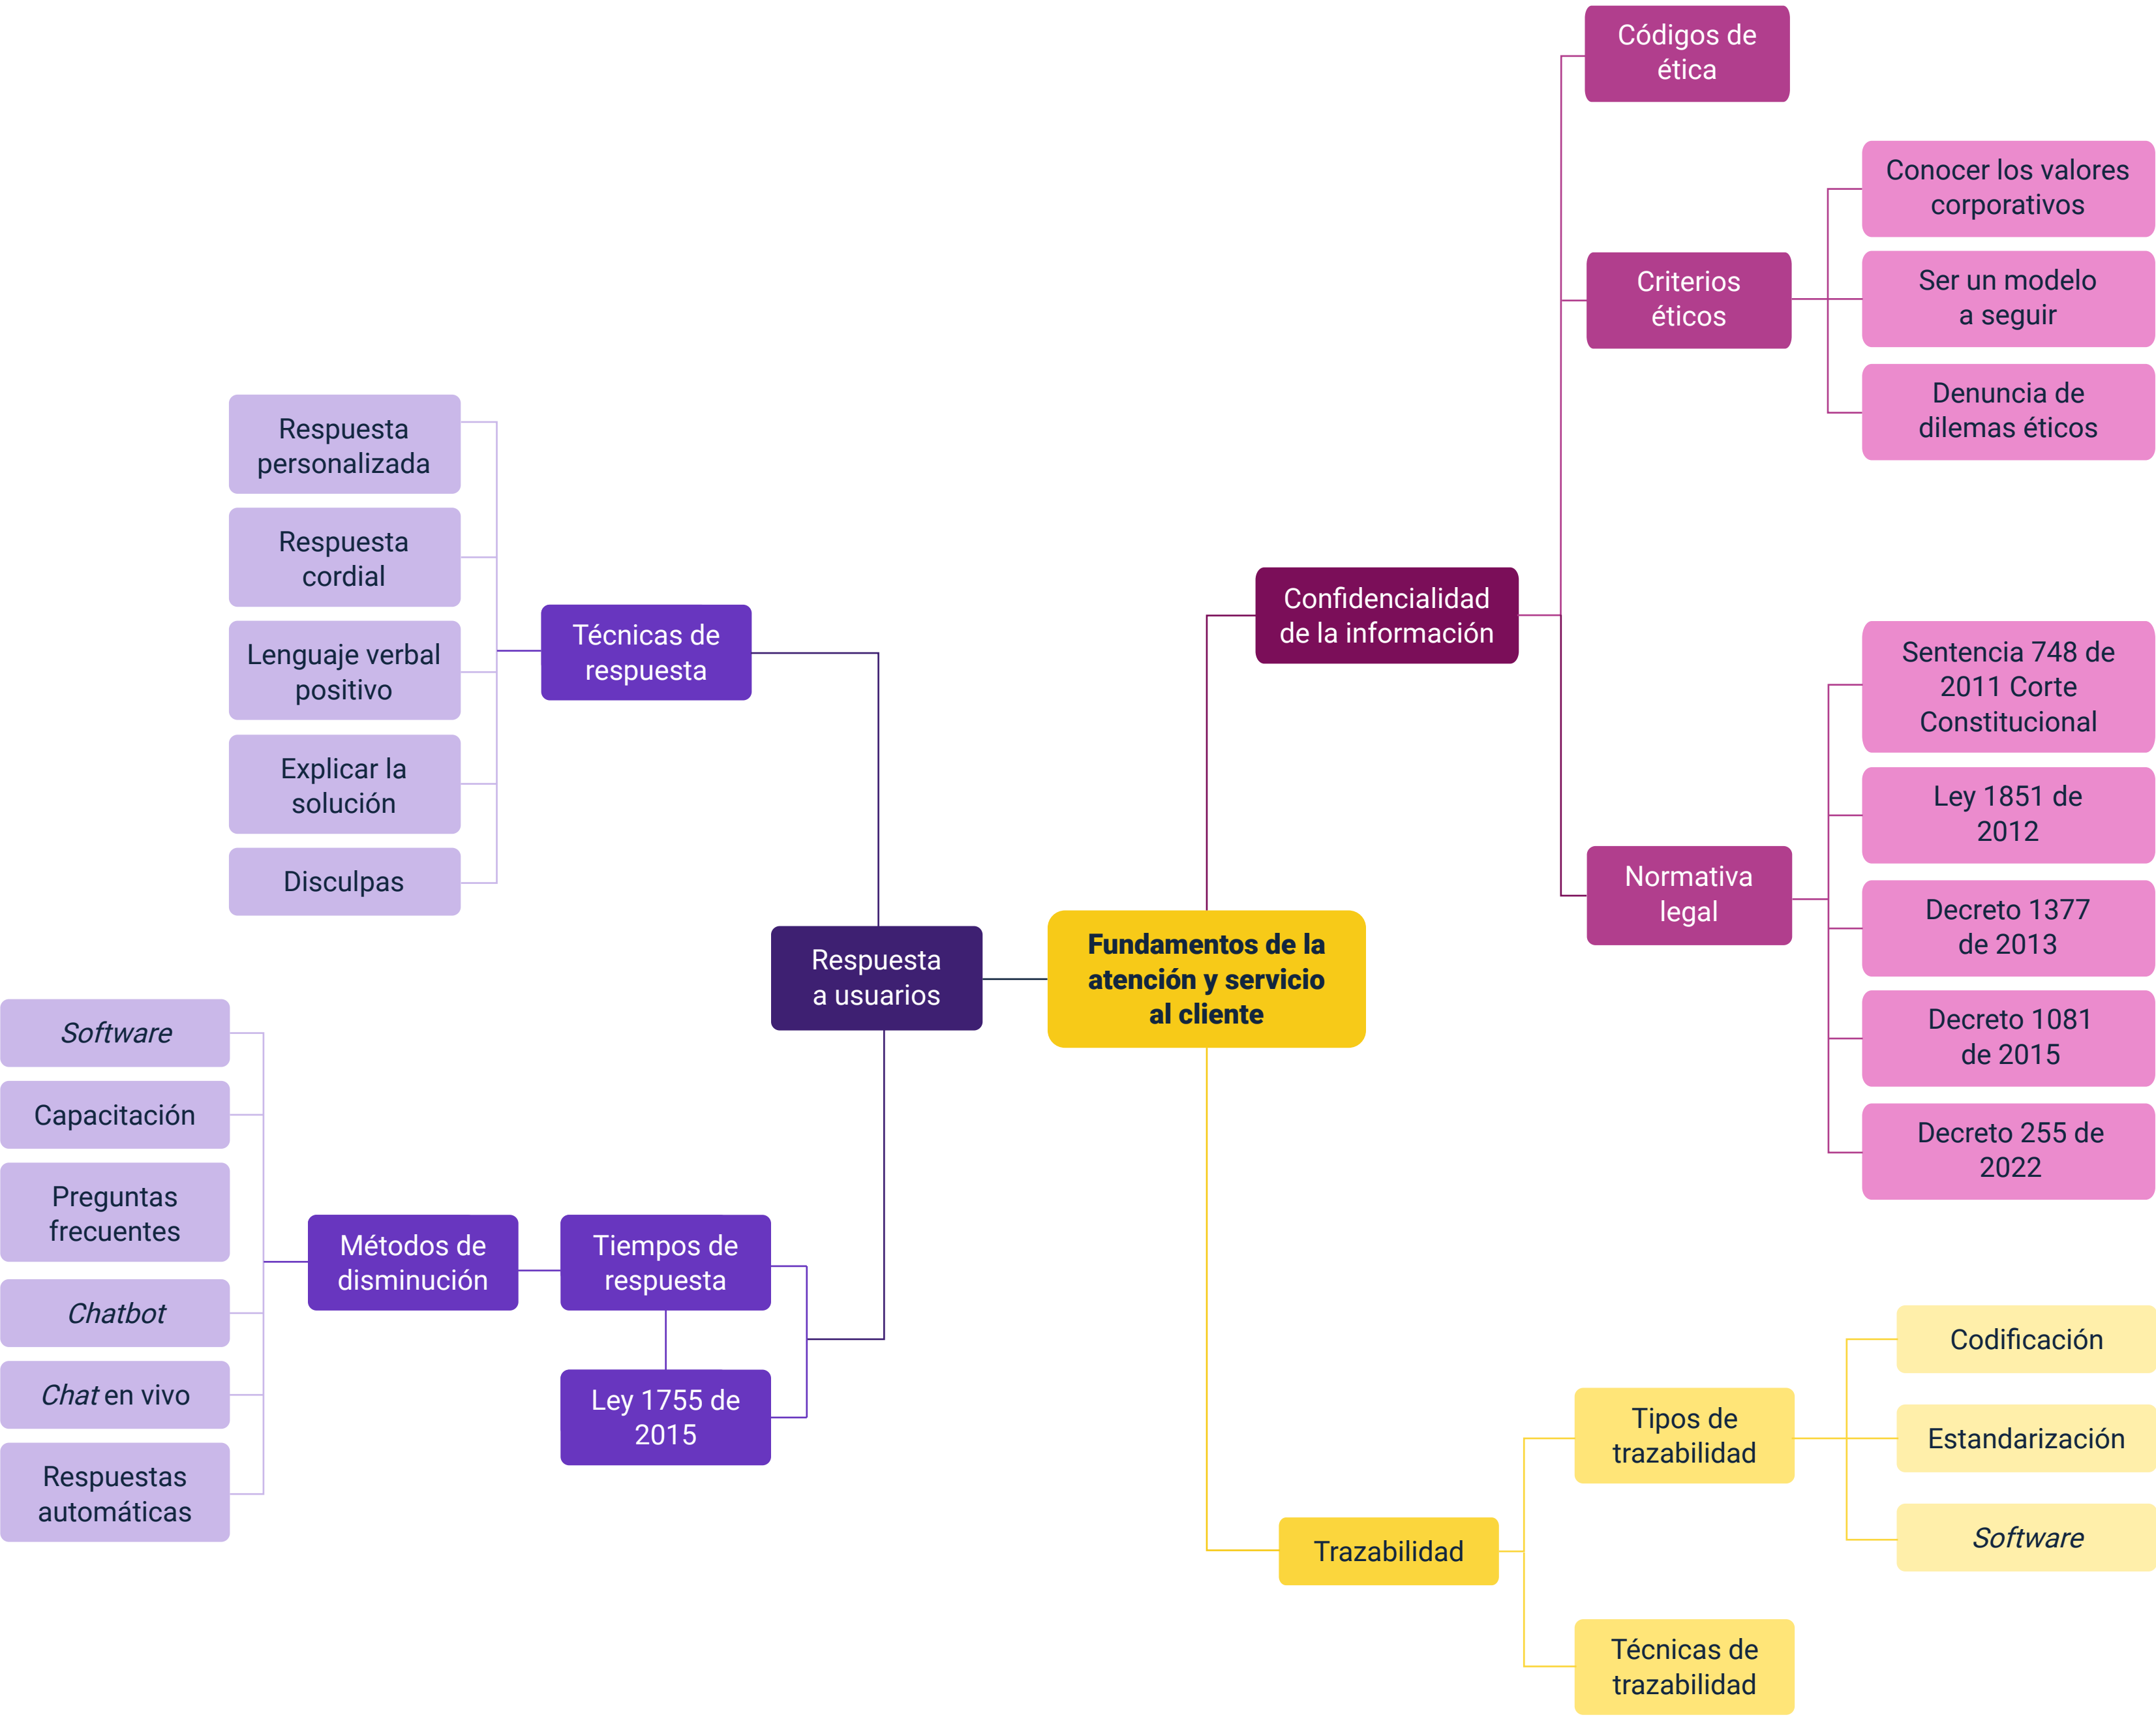 Códigos de
ética
Conocer los valores
corporativos
Criterios
éticos
Ser un modelo
a seguir
Denuncia de
dilemas éticos
Respuesta
personalizada
Respuesta
cordial
Lenguaje verbal
positivo
Explicar la
solución
Disculpas
Técnicas de
respuesta
Confidencialidad
de la información
Sentencia 748 de
2011 Corte
Constitucional
Ley 1851 de
2012
Normativa
legal
Decreto 1377
de 2013
Decreto 1081
de 2015
Decreto 255 de
2022
Respuesta
a usuarios
Fundamentos de la
atención y servicio
al cliente
Software
Capacitación
Preguntas
frecuentes
Chatbot
Chat en vivo
Respuestas
automáticas
Métodos de
disminución
Tiempos de
respuesta
Ley 1755 de
2015
Trazabilidad
Tipos de
trazabilidad
Codificación
Estandarización
Software
Técnicas de
trazabilidad